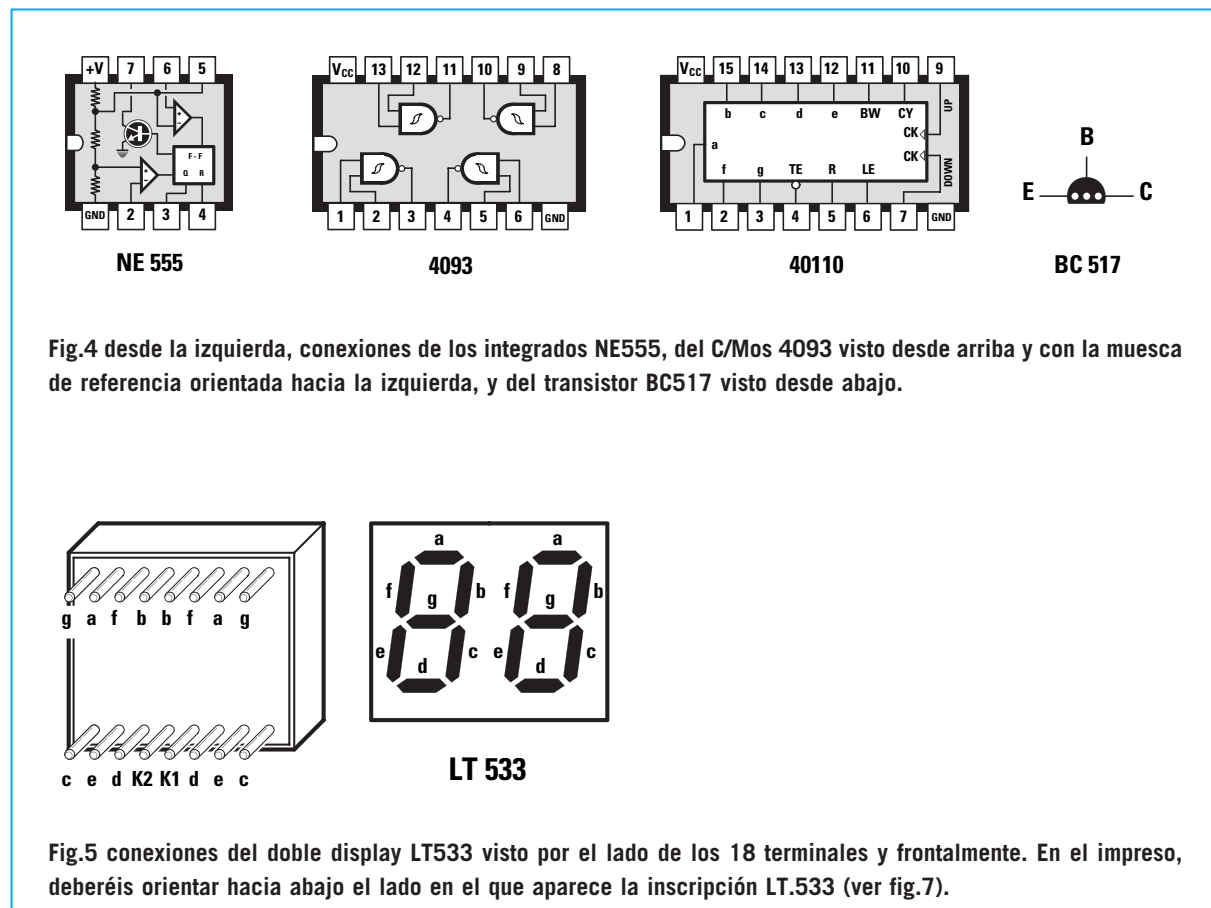 +V 7 6 5
F - F
Q R
GND 2 3 4
NE 555
VCC 13 12 11 10 9 8
1 2 3 4 5 6 GND
4093
VCC 15 14 13 12 11 10 9
b c d e BW CY
UP
CK
a
CK
f g TE R LE
DOWN
1 2 3 4 5 6 7 GND
40110
B
E C
BC 517
Fig.4 desde la izquierda, conexiones de los integrados NE555, del C/Mos 4093 visto desde arriba y con la muesca
de referencia orientada hacia la izquierda, y del transistor BC517 visto desde abajo.
g a f b b f a g
c e d K2 K1 d e c
a a
f g b f g b
e d c e d c
LT 533
Fig.5 conexiones del doble display LT533 visto por el lado de los 18 terminales y frontalmente. En el impreso,
deberéis orientar hacia abajo el lado en el que aparece la inscripción LT.533 (ver fig.7).